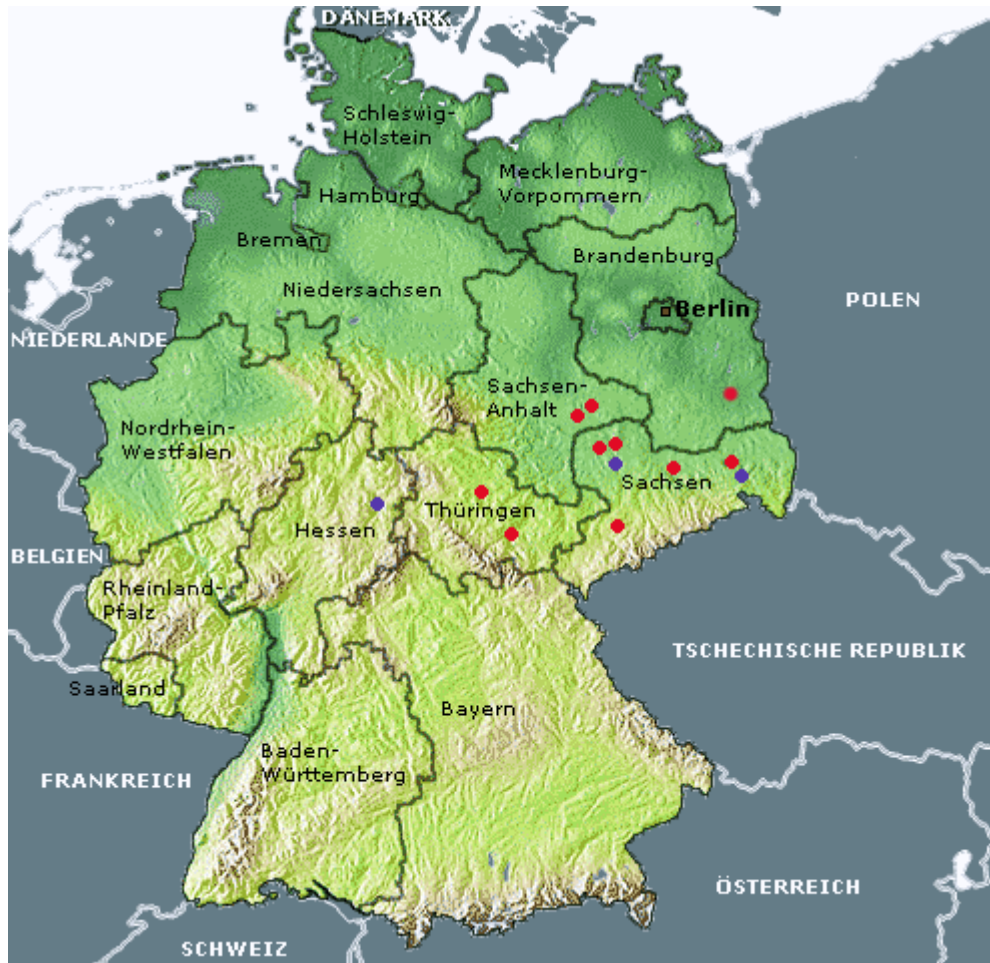 DÄNEMARK
Schleswig-
Holstein
Mecklenburg-
Vorpommern
Hamburg
Bremen
Brandenburg
Niedersachsen
Berlin
POLEN
NIEDERLANDE
Sachsen-
Anhalt
Nordrhein-
Westfalen
Sachsen
Thüringen
Hessen
BELGIEN
Rheinland-
Pfalz
TSCHECHISCHE REPUBLIK
Saarland
Bayern
Baden-
Württemberg
FRANKREICH
ÖSTERREICH
SCHWEIZ